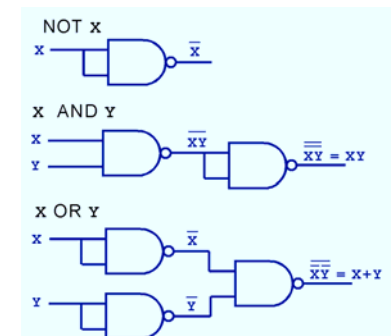 NOT X
X X̅
X AND Y
X X̅Y̅ X̿Y̿ = XY
Y
X OR Y
X X̅
X̿Y̿ = X+Y
Y Y̅